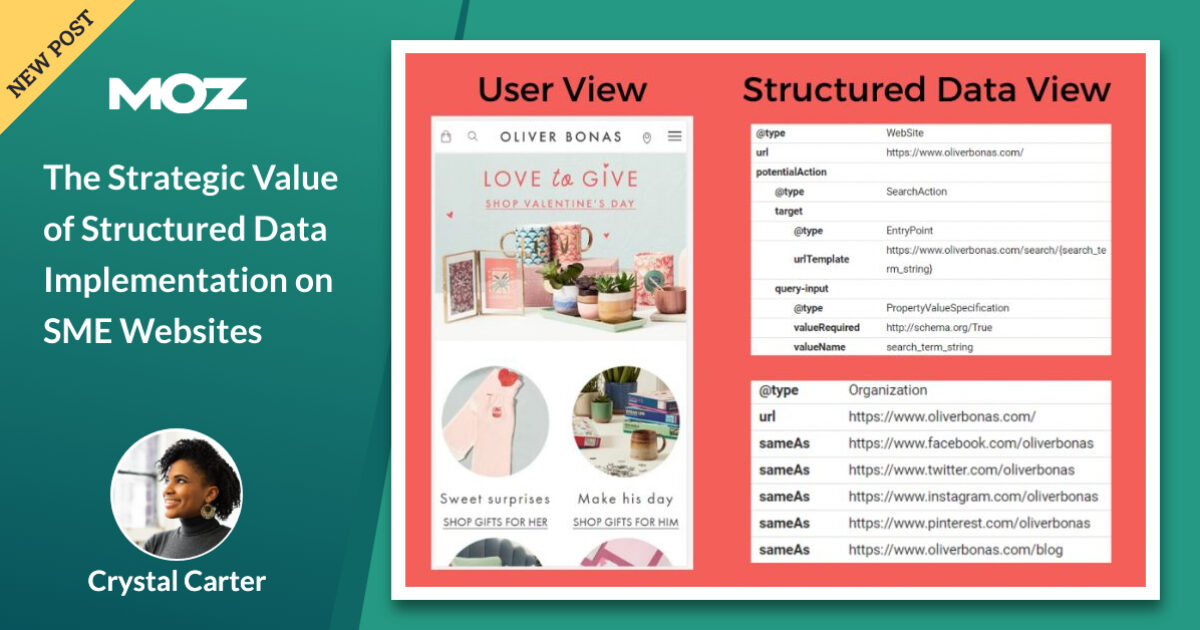 NEW POST
MOZ
The Strategic Value
of Structured Data
Implementation on
SME Websites
Crystal Carter
User View
OLIVER BONAS
LOVE to GIVE
SHOP VALENTINE'S DAY
Sweet surprises
SHOP GIFTS FOR HER
Make his day
SHOP GIFTS FOR HIM
Structured Data View
@type WebSite
url https://www.oliverbonas.com/
potentialAction
@type SearchAction
target
@type EntryPoint
urlTemplate https://www.oliverbonas.com/search/{search_te
rm_string}
query-input
@type PropertyValueSpecification
valueRequired http://schema.org/True
valueName search_term_string
@type Organization
url https://www.oliverbonas.com/
sameAs https://www.facebook.com/oliverbonas
sameAs https://www.twitter.com/oliverbonas
sameAs https://www.instagram.com/oliverbonas
sameAs https://www.pinterest.com/oliverbonas
sameAs https://www.oliverbonas.com/blog